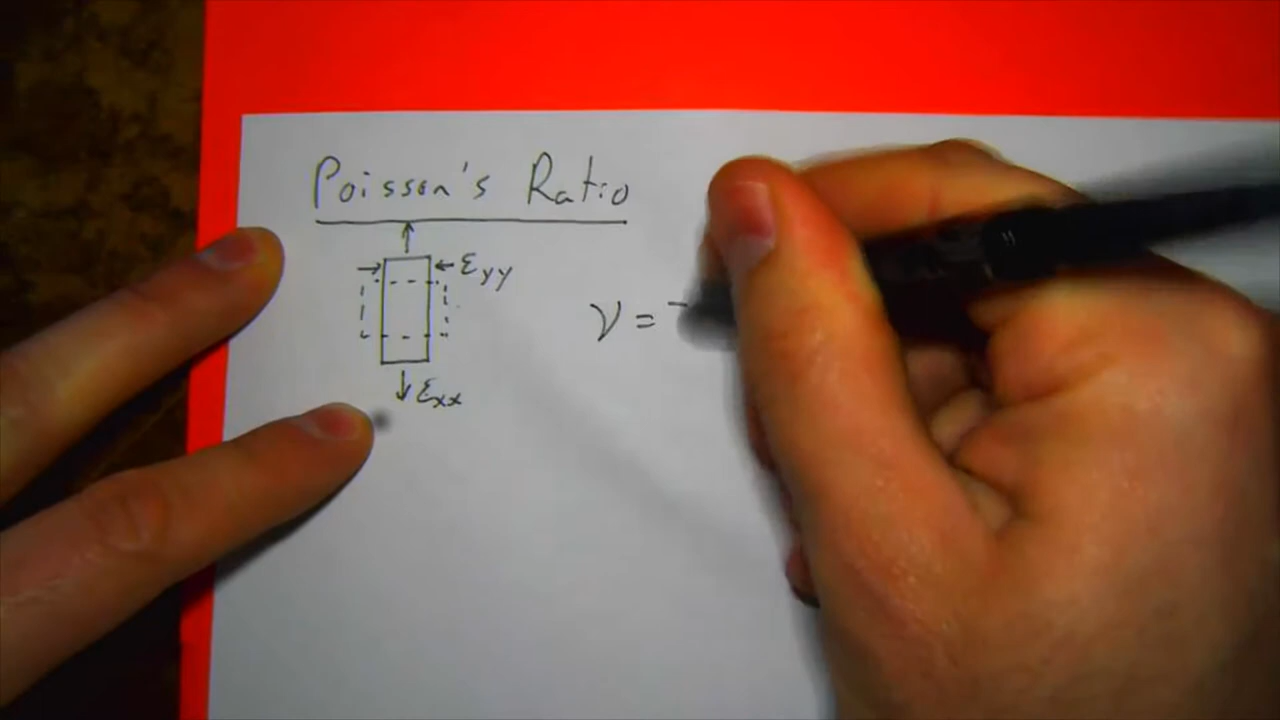 Poisson's Ratio
εyy
ν = -
εxx